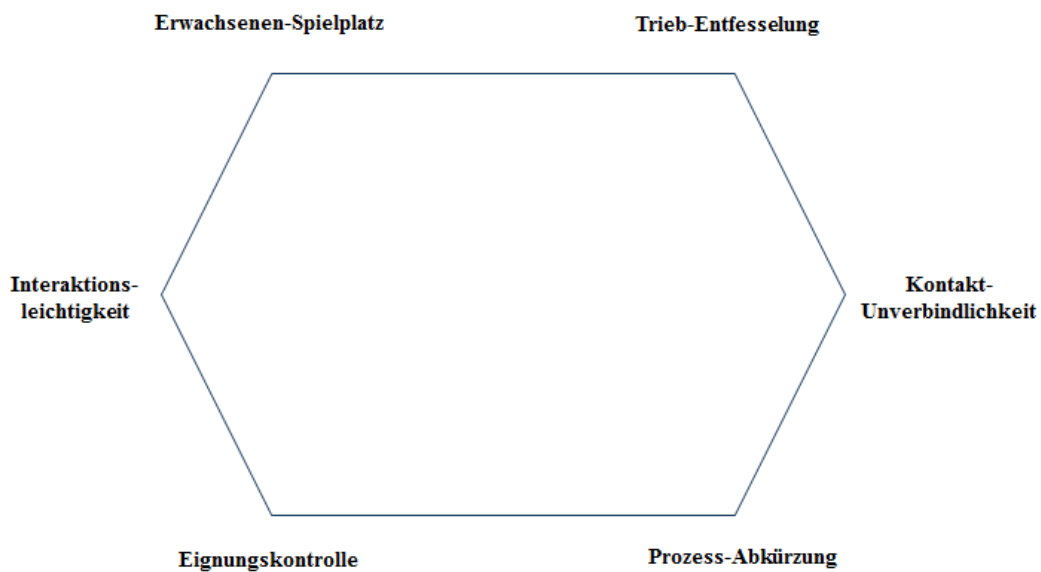 Erwachsenen-Spielplatz
Trieb-Entfesselung
Interaktions-
leichtigkeit
Kontakt-
Unverbindlichkeit
Eignungskontrolle
Prozess-Abkürzung